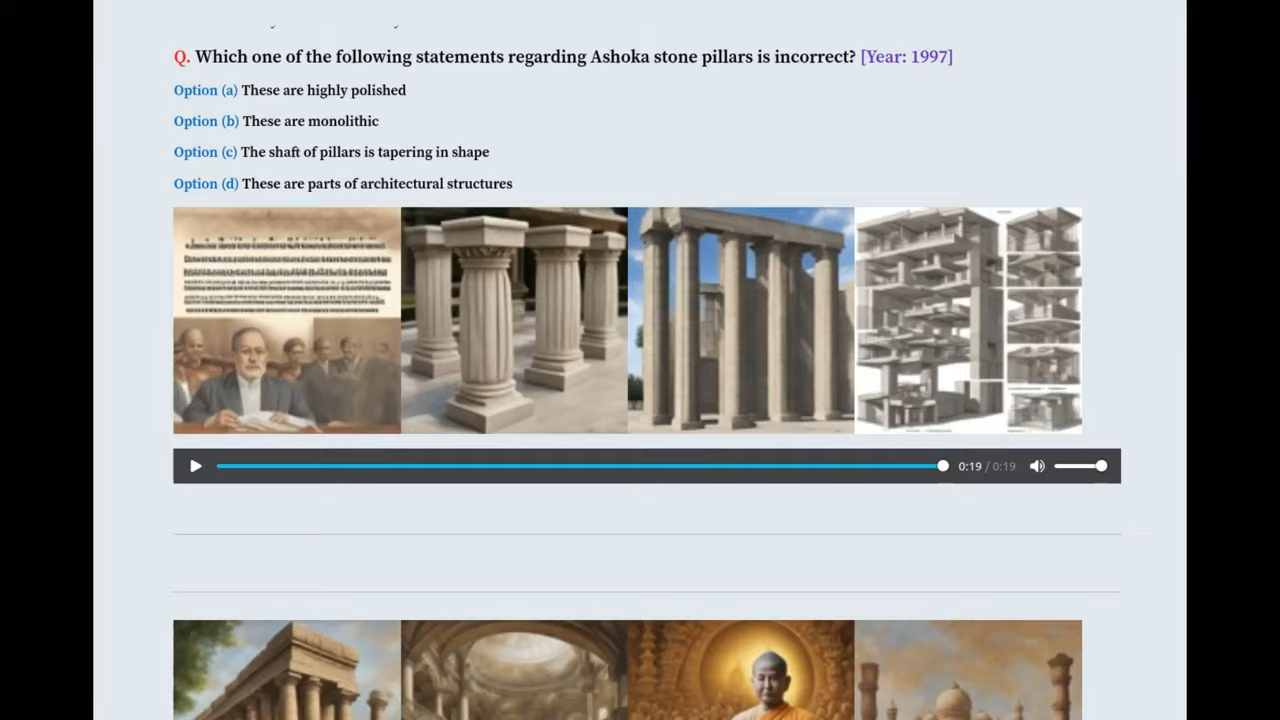 Q. Which one of the following statements regarding Ashoka stone pillars is incorrect? [Year: 1997]
Option (a) These are highly polished
Option (b) These are monolithic
Option (c) The shaft of pillars is tapering in shape
Option (d) These are parts of architectural structures
0:19 / 0:19